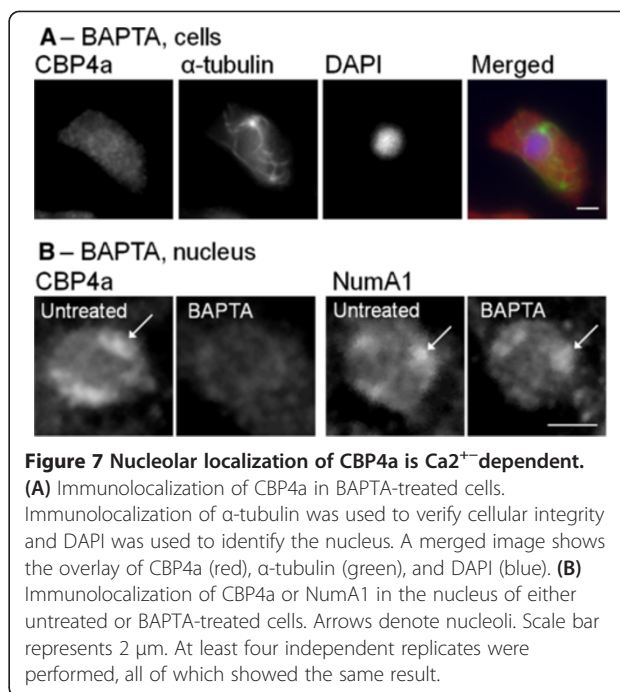 A – BAPTA, cells
CBP4a α-tubulin DAPI Merged
B – BAPTA, nucleus
CBP4a NumA1
Untreated BAPTA Untreated BAPTA
Figure 7 Nucleolar localization of CBP4a is Ca2⁺⁻dependent.
(A) Immunolocalization of CBP4a in BAPTA-treated cells.
Immunolocalization of α-tubulin was used to verify cellular integrity
and DAPI was used to identify the nucleus. A merged image shows
the overlay of CBP4a (red), α-tubulin (green), and DAPI (blue). (B)
Immunolocalization of CBP4a or NumA1 in the nucleus of either
untreated or BAPTA-treated cells. Arrows denote nucleoli. Scale bar
represents 2 μm. At least four independent replicates were
performed, all of which showed the same result.